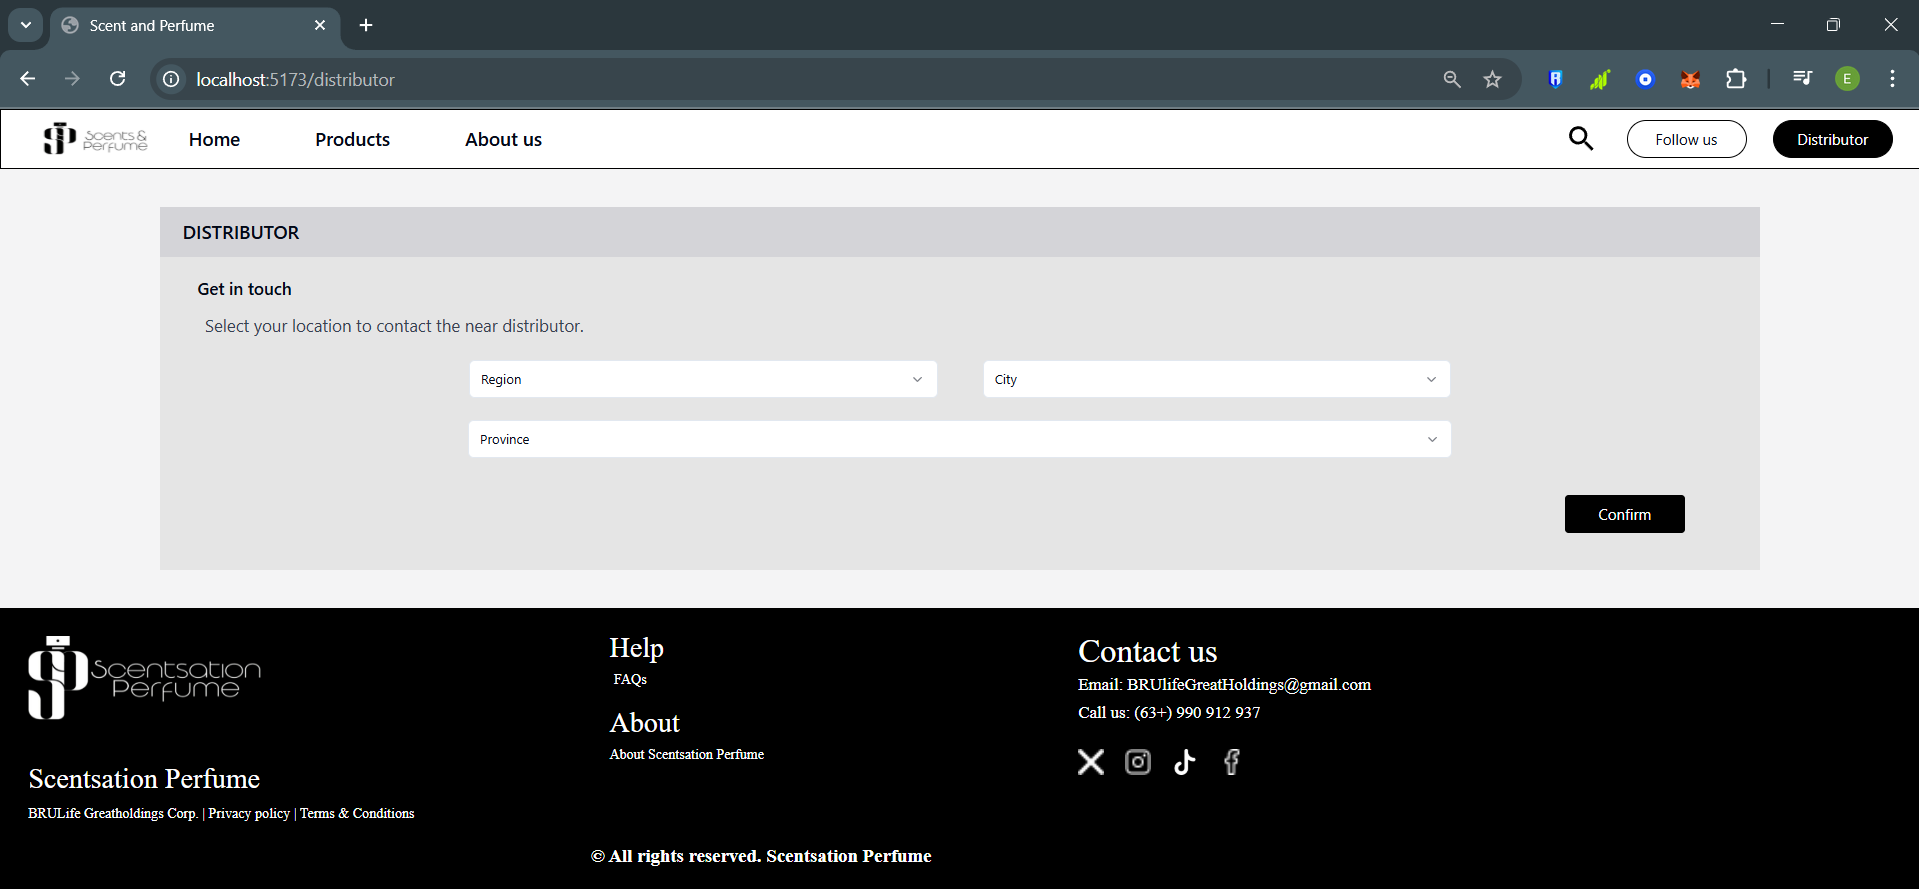 Scent and Perfume
localhost:5173/distributor
E
Scents &
Perfume
Home
Products
About us
Follow us
Distributor
DISTRIBUTOR
Get in touch
Select your location to contact the near distributor.
Region
City
Province
Confirm
Scentsation
Perfume
Scentsation Perfume
BRULife Greatholdings Corp. | Privacy policy | Terms & Conditions
Help
FAQs
About
About Scentsation Perfume
Contact us
Email: BRUlifeGreatHoldings@gmail.com
Call us: (63+) 990 912 937
© All rights reserved. Scentsation Perfume